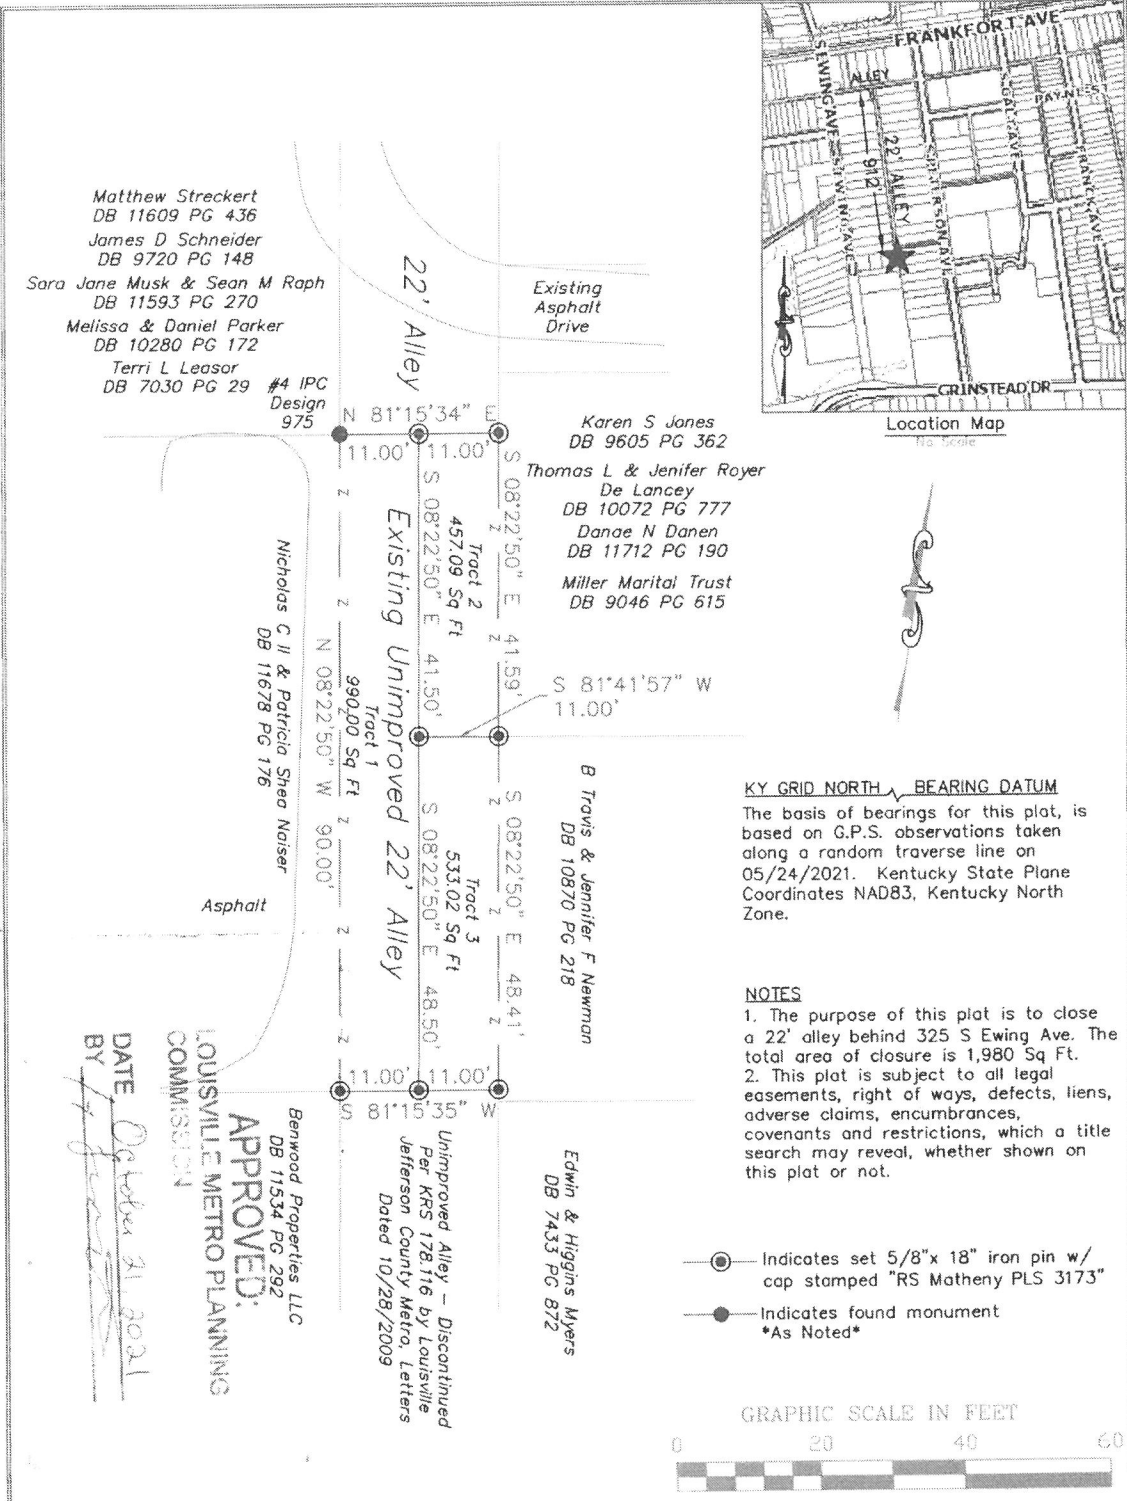 FRANKFORT AVE
S EWING AVE
ALLEY
PAYNE ST
22' ALLEY
912'
S EWING AVE
S PETERSON AVE
S GALT AVE
FRANCK AVE
GRINSTEAD DR
Location Map
No Scale
Matthew Streckert
DB 11609 PG 436
James D Schneider
DB 9720 PG 148
Sara Jane Musk & Sean M Raph
DB 11593 PG 270
Melissa & Daniel Parker
DB 10280 PG 172
Terri L Leasor
DB 7030 PG 29
#4 IPC
Design
975
22' Alley
Existing
Asphalt
Drive
N 81°15'34" E
11.00'
11.00'
Karen S Jones
DB 9605 PG 362
Thomas L & Jenifer Royer
De Lancey
DB 10072 PG 777
Danae N Danen
DB 11712 PG 190
Miller Marital Trust
DB 9046 PG 615
S 08°22'50" E 41.59'
Tract 2
457.09 Sq Ft
S 08°22'50" E 41.50'
Existing Unimproved 22' Alley
Tract 1
990.00 Sq Ft
N 08°22'50" W 90.00'
Nicholas C II & Patricia Shea Naiser
DB 11678 PG 176
S 81°41'57" W
11.00'
B Travis & Jennifer F Newman
DB 10870 PG 218
S 08°22'50" E 48.41'
Tract 3
533.02 Sq Ft
S 08°22'50" E 48.50'
Asphalt
11.00'
11.00'
S 81°15'35" W
KY GRID NORTH BEARING DATUM
The basis of bearings for this plat, is
based on G.P.S. observations taken
along a random traverse line on
05/24/2021. Kentucky State Plane
Coordinates NAD83, Kentucky North
Zone.
NOTES
1. The purpose of this plat is to close
a 22' alley behind 325 S Ewing Ave. The
total area of closure is 1,980 Sq Ft.
2. This plat is subject to all legal
easements, right of ways, defects, liens,
adverse claims, encumbrances,
covenants and restrictions, which a title
search may reveal, whether shown on
this plat or not.
Edwin & Higgins Myers
DB 7433 PG 872
Unimproved Alley – Discontinued
Per KRS 178.116 by Louisville
Jefferson County Metro, Letters
Dated 10/28/2009
Benwood Properties LLC
DB 11534 PG 292
APPROVED:
LOUISVILLE METRO PLANNING
COMMISSION
DATE October 21, 2021
BY
Indicates set 5/8"x 18" iron pin w/
cap stamped "RS Matheny PLS 3173"
Indicates found monument
*As Noted*
GRAPHIC SCALE IN FEET
0 20 40 60